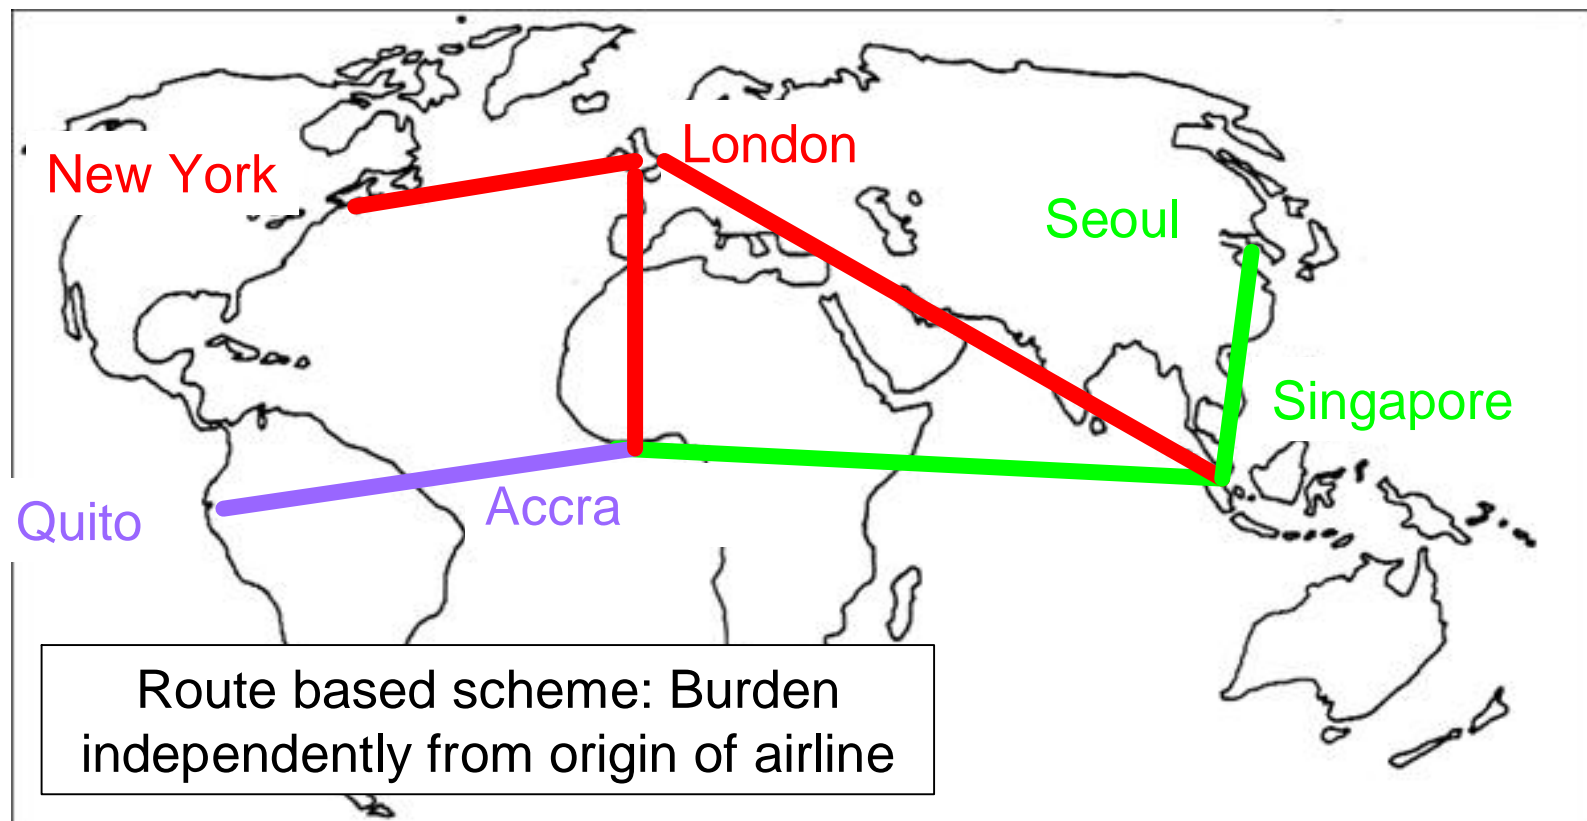 London
New York
Seoul
Singapore
Accra
Quito
Route based scheme: Burden
independently from origin of airline